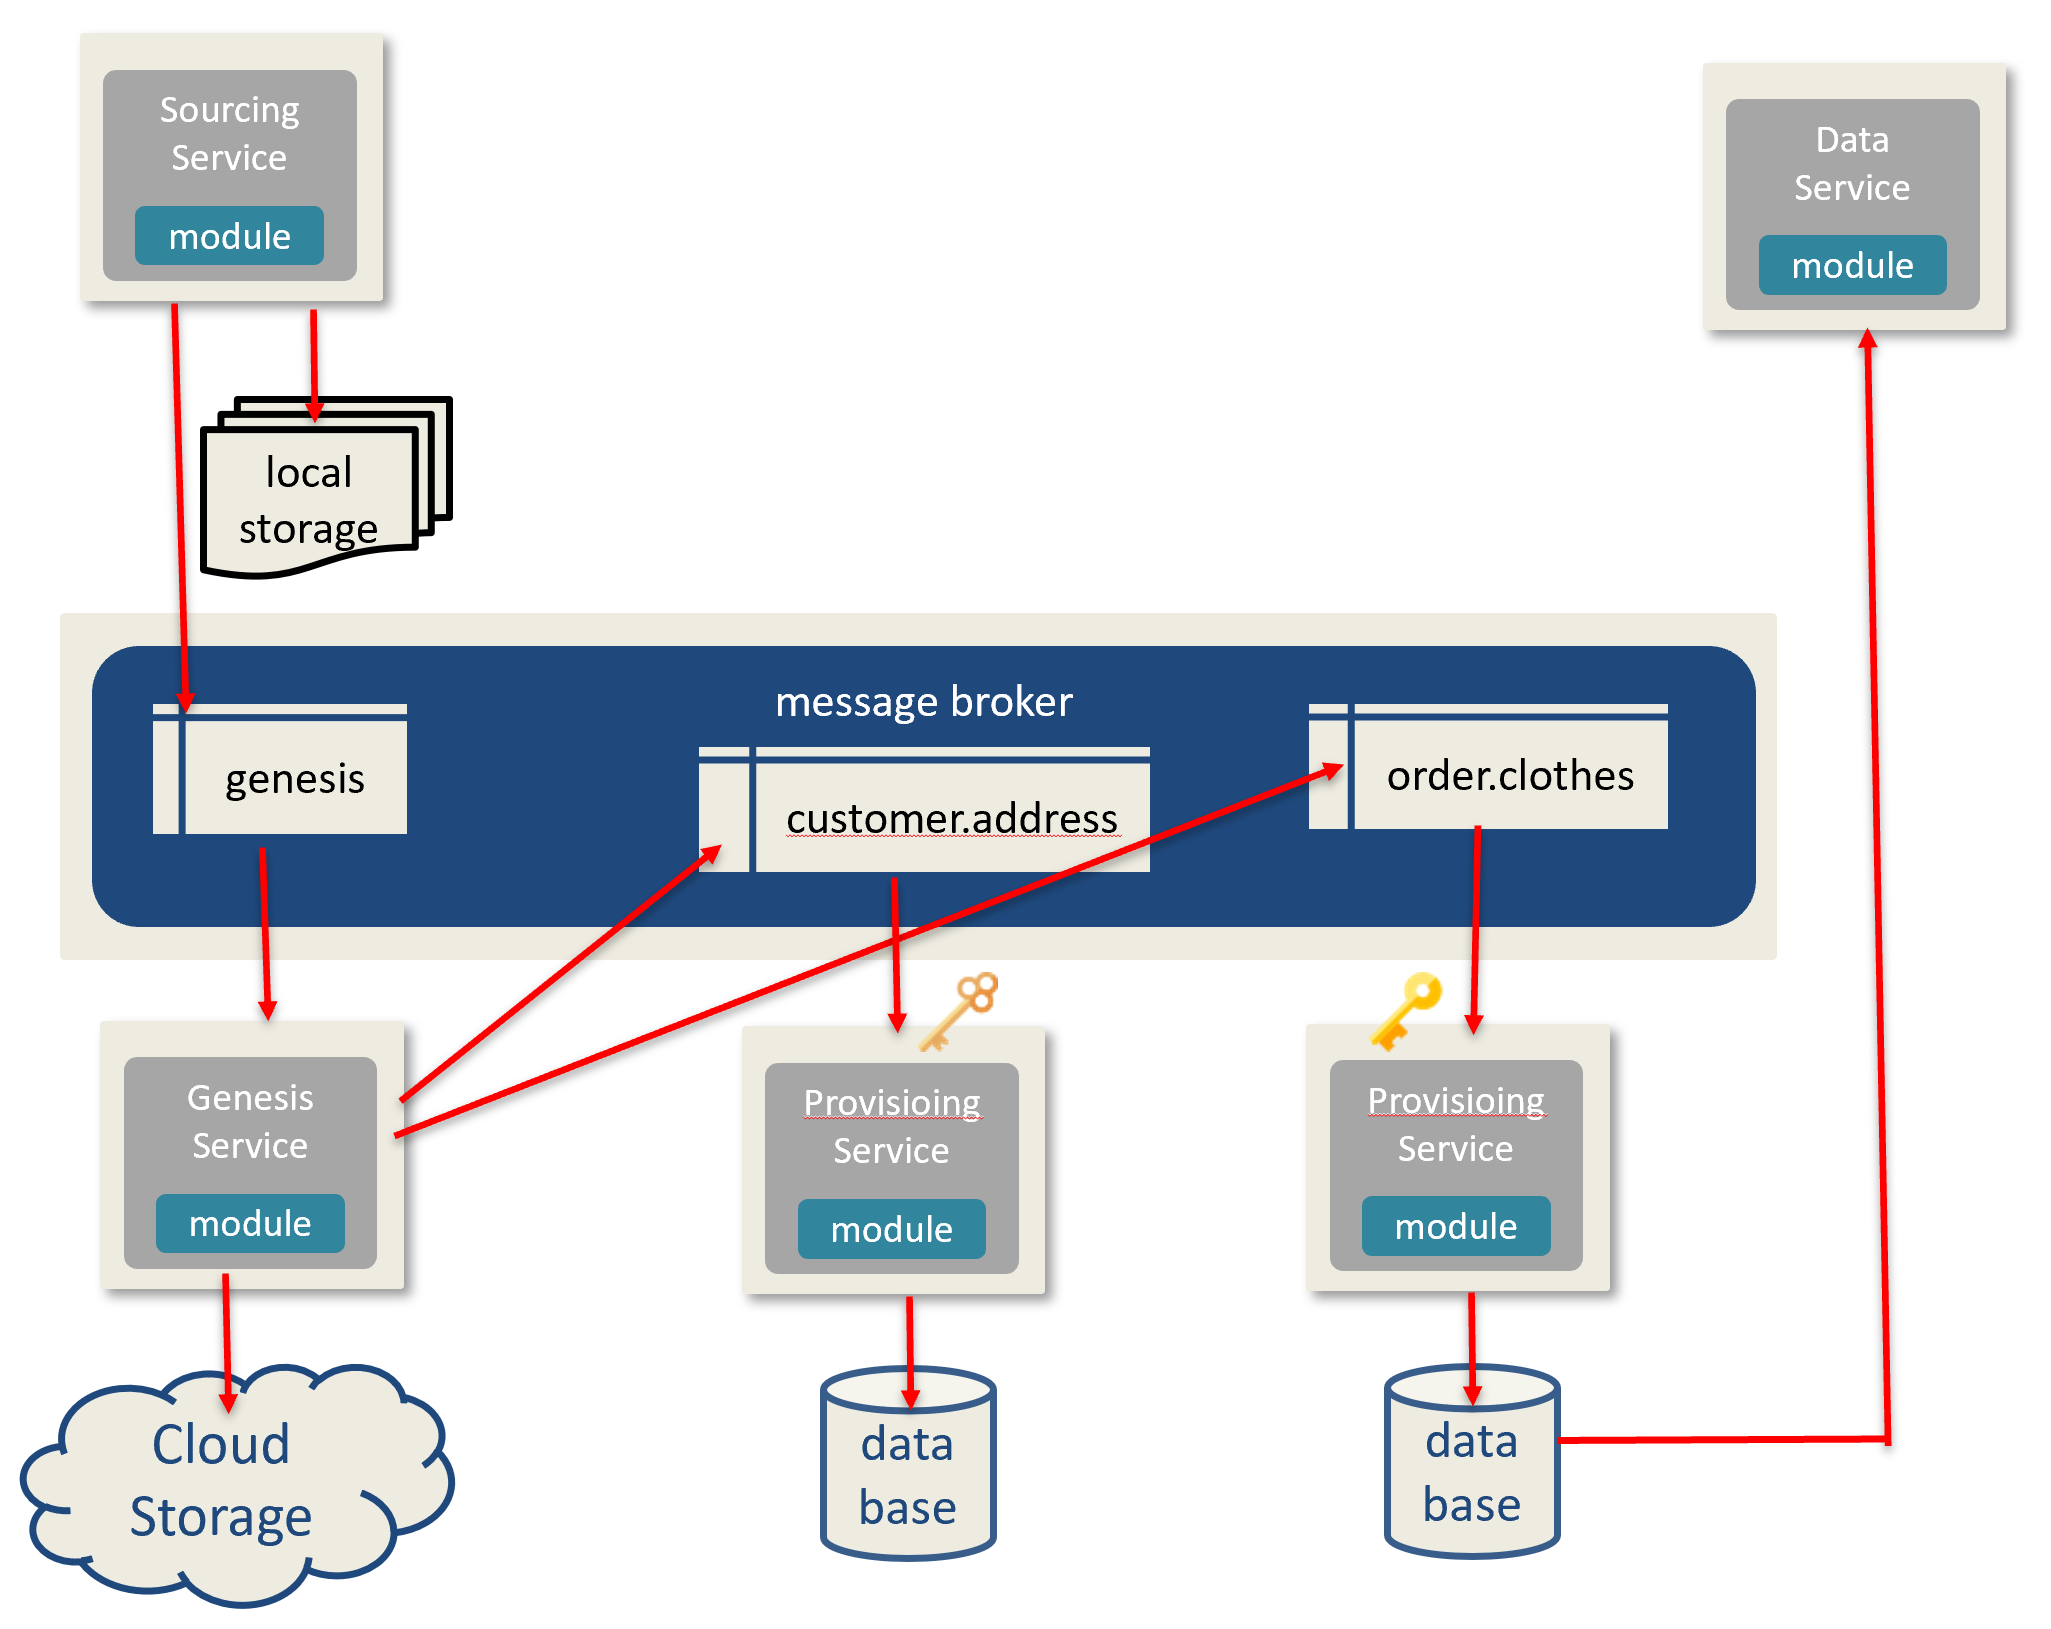 Sourcing
Service
module
Data
Service
module
local
storage
message broker
genesis
customer.address
order.clothes
Genesis
Service
module
Provisioing
Service
module
Provisioing
Service
module
Cloud
Storage
data
base
data
base